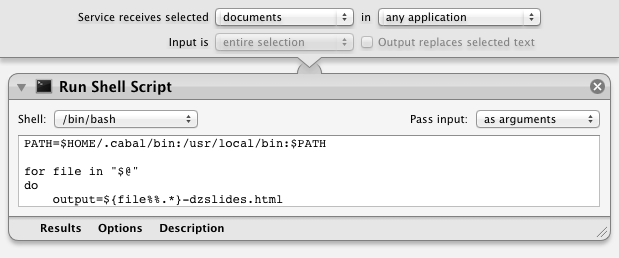 Service receives selected documents in any application
Input is entire selection Output replaces selected text
Run Shell Script
Shell: /bin/bash Pass input: as arguments
PATH=$HOME/.cabal/bin:/usr/local/bin:$PATH
for file in "$@"
do
    output=${file%%.*}-dzslides.html
Results Options Description